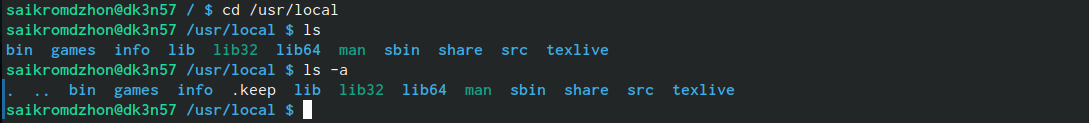 saikromdzhon@dk3n57 / $ cd /usr/local
saikromdzhon@dk3n57 /usr/local $ ls
bin games info lib lib32 lib64 man sbin share src texlive
saikromdzhon@dk3n57 /usr/local $ ls -a
. .. bin games info .keep lib lib32 lib64 man sbin share src texlive
saikromdzhon@dk3n57 /usr/local $